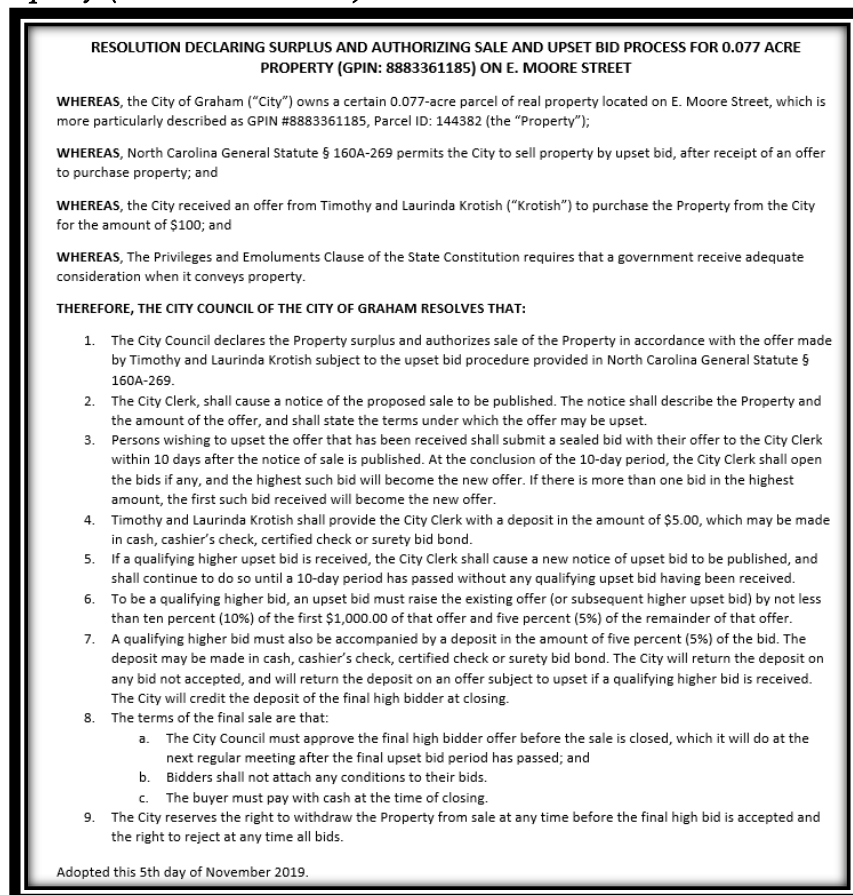 RESOLUTION DECLARING SURPLUS AND AUTHORIZING SALE AND UPSET BID PROCESS FOR 0.077 ACRE
PROPERTY (GPIN: 8883361185) ON E. MOORE STREET
WHEREAS, the City of Graham (“City”) owns a certain 0.077-acre parcel of real property located on E. Moore Street, which is
more particularly described as GPIN #8883361185, Parcel ID: 144382 (the “Property”);
WHEREAS, North Carolina General Statute § 160A-269 permits the City to sell property by upset bid, after receipt of an offer
to purchase property; and
WHEREAS, the City received an offer from Timothy and Laurinda Krotish (“Krotish”) to purchase the Property from the City
for the amount of $100; and
WHEREAS, The Privileges and Emoluments Clause of the State Constitution requires that a government receive adequate
consideration when it conveys property.
THEREFORE, THE CITY COUNCIL OF THE CITY OF GRAHAM RESOLVES THAT:
1. The City Council declares the Property surplus and authorizes sale of the Property in accordance with the offer made
by Timothy and Laurinda Krotish subject to the upset bid procedure provided in North Carolina General Statute §
160A-269.
2. The City Clerk, shall cause a notice of the proposed sale to be published. The notice shall describe the Property and
the amount of the offer, and shall state the terms under which the offer may be upset.
3. Persons wishing to upset the offer that has been received shall submit a sealed bid with their offer to the City Clerk
within 10 days after the notice of sale is published. At the conclusion of the 10-day period, the City Clerk shall open
the bids if any, and the highest such bid will become the new offer. If there is more than one bid in the highest
amount, the first such bid received will become the new offer.
4. Timothy and Laurinda Krotish shall provide the City Clerk with a deposit in the amount of $5.00, which may be made
in cash, cashier’s check, certified check or surety bid bond.
5. If a qualifying higher upset bid is received, the City Clerk shall cause a new notice of upset bid to be published, and
shall continue to do so until a 10-day period has passed without any qualifying upset bid having been received.
6. To be a qualifying higher bid, an upset bid must raise the existing offer (or subsequent higher upset bid) by not less
than ten percent (10%) of the first $1,000.00 of that offer and five percent (5%) of the remainder of that offer.
7. A qualifying higher bid must also be accompanied by a deposit in the amount of five percent (5%) of the bid. The
deposit may be made in cash, cashier’s check, certified check or surety bid bond. The City will return the deposit on
any bid not accepted, and will return the deposit on an offer subject to upset if a qualifying higher bid is received.
The City will credit the deposit of the final high bidder at closing.
8. The terms of the final sale are that:
a. The City Council must approve the final high bidder offer before the sale is closed, which it will do at the
next regular meeting after the final upset bid period has passed; and
b. Bidders shall not attach any conditions to their bids.
c. The buyer must pay with cash at the time of closing.
9. The City reserves the right to withdraw the Property from sale at any time before the final high bid is accepted and
the right to reject at any time all bids.
Adopted this 5th day of November 2019.